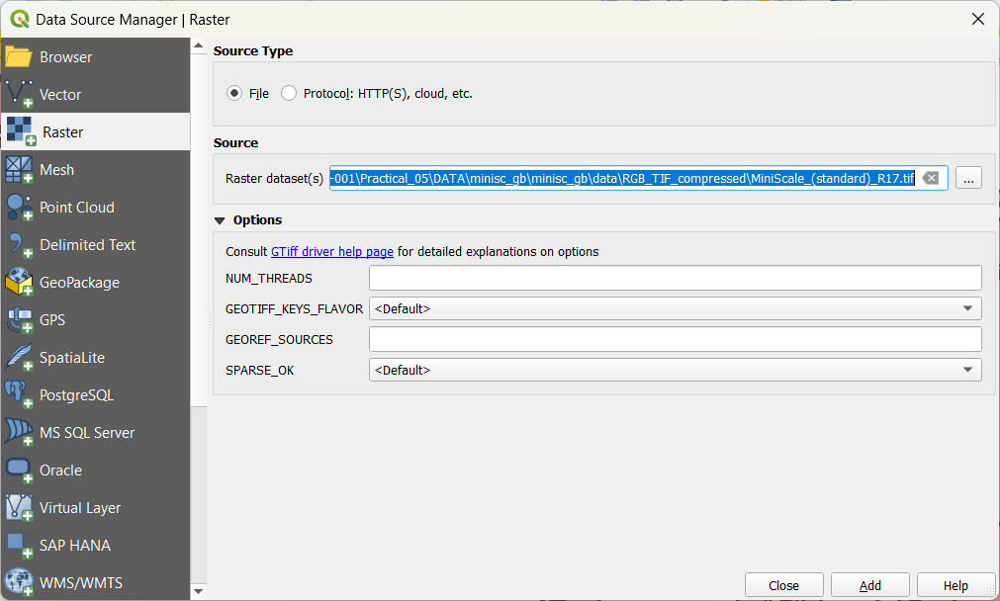 Data Source Manager | Raster
Browser
Vector
Raster
Mesh
Point Cloud
Delimited Text
GeoPackage
GPS
SpatiaLite
PostgreSQL
MS SQL Server
Oracle
Virtual Layer
SAP HANA
WMS/WMTS
Source Type
File Protocol: HTTP(S), cloud, etc.
Source
Raster dataset(s) -001\Practical_05\DATA\minisc_gb\minisc_gb\data\RGB_TIF_compressed\MiniScale_(standard)_R17.tif ...
Options
Consult GTiff driver help page for detailed explanations on options
NUM_THREADS
GEOTIFF_KEYS_FLAVOR <Default>
GEOREF_SOURCES
SPARSE_OK <Default>
Close Add Help